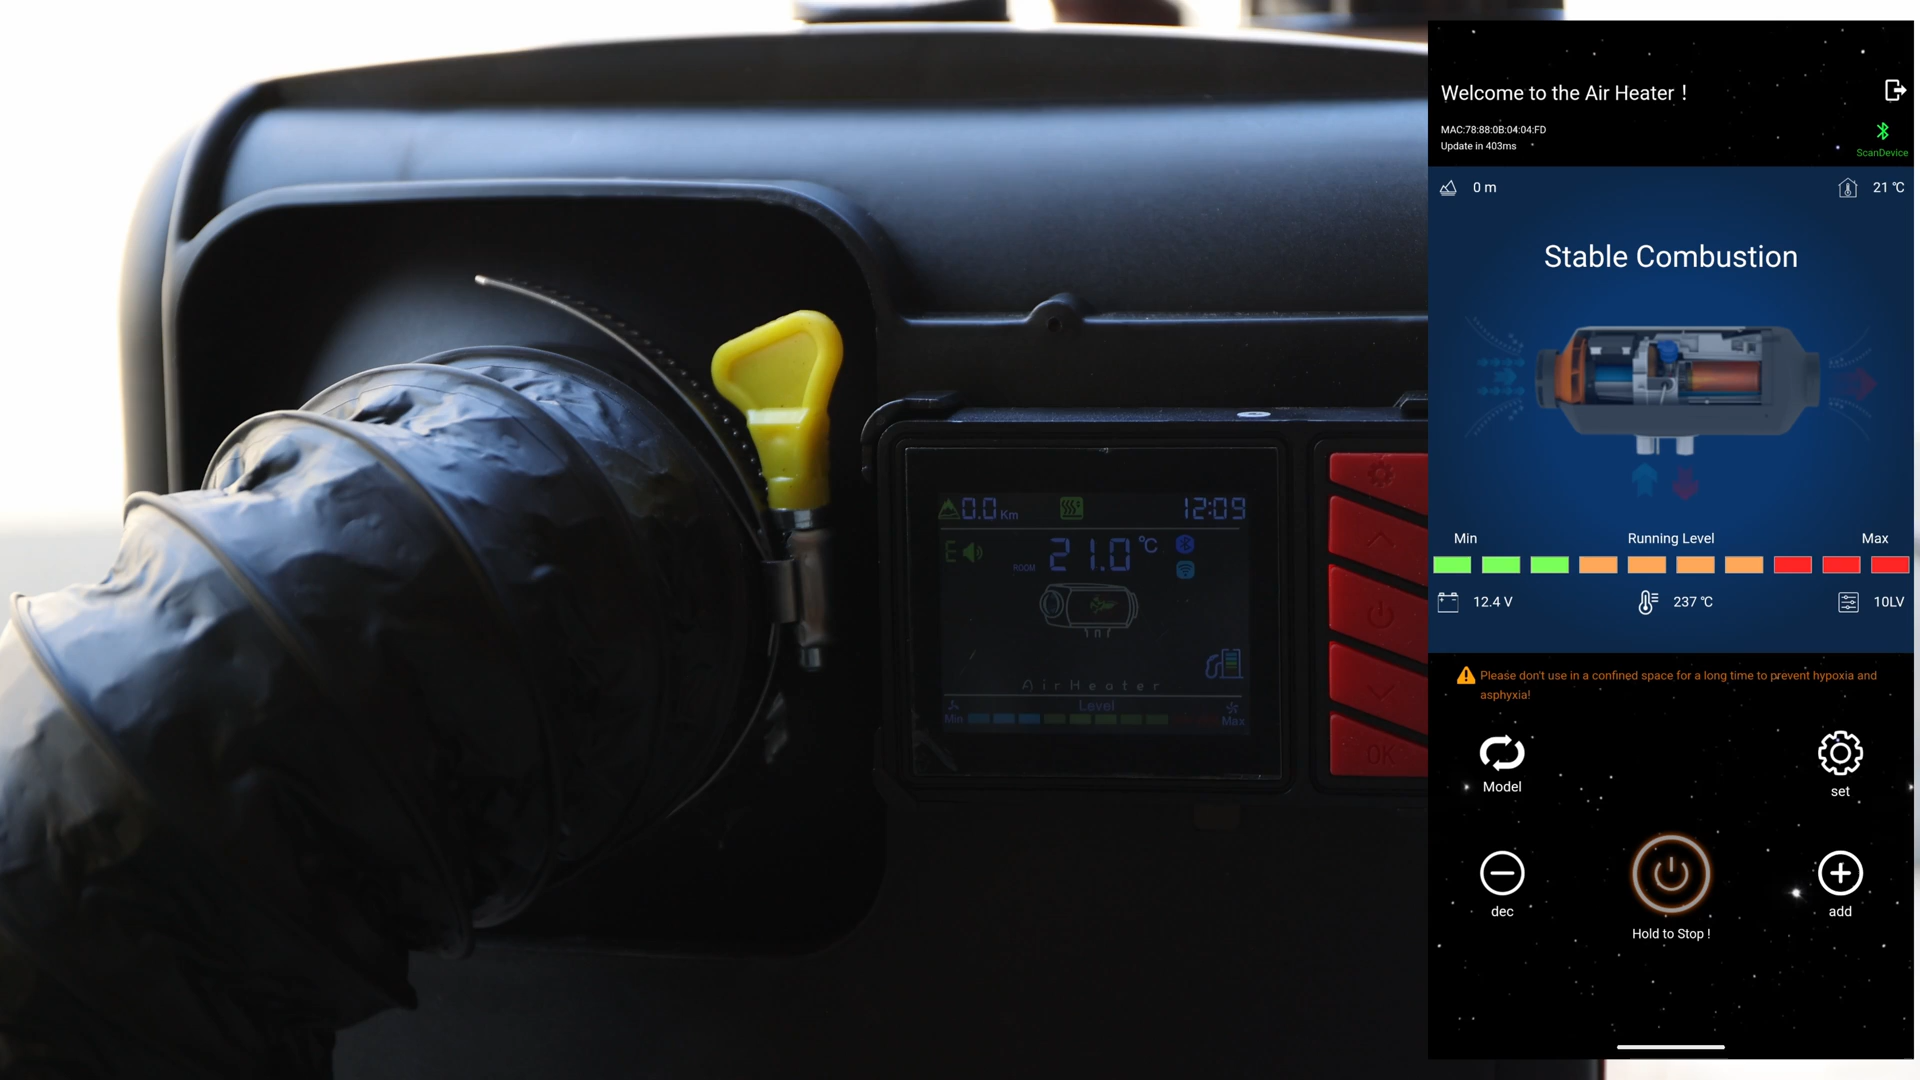 0.0 Km
12:09
E
ROOM 21.0 °C
AirHeater
Level
Min
Max
OK
Welcome to the Air Heater !
MAC:78:88:0B:04:04:FD
Update in 403ms
ScanDevice
0 m
21 ℃
Stable Combustion
Min Running Level Max
12.4 V
237 ℃
10LV
Please don't use in a confined space for a long time to prevent hypoxia and
asphyxia!
Model
set
dec
add
Hold to Stop !